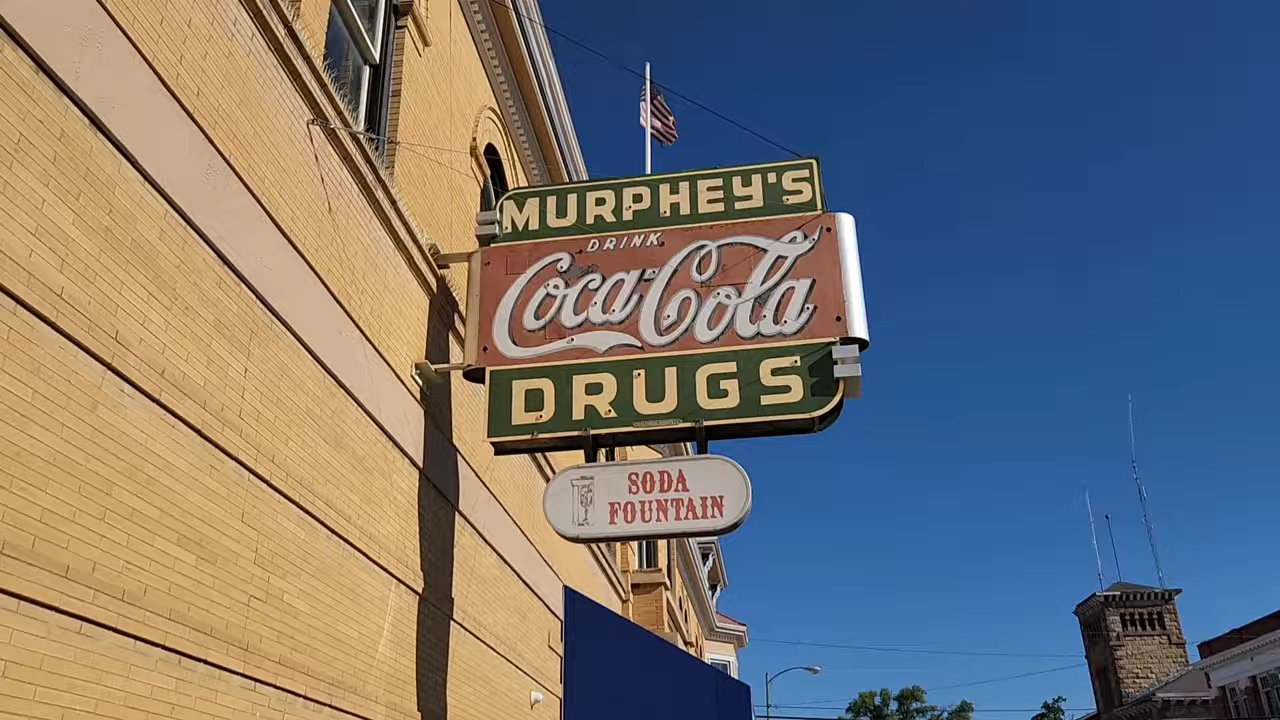 MURPHEY'S
DRINK
Coca-Cola
DRUGS
SODA
FOUNTAIN